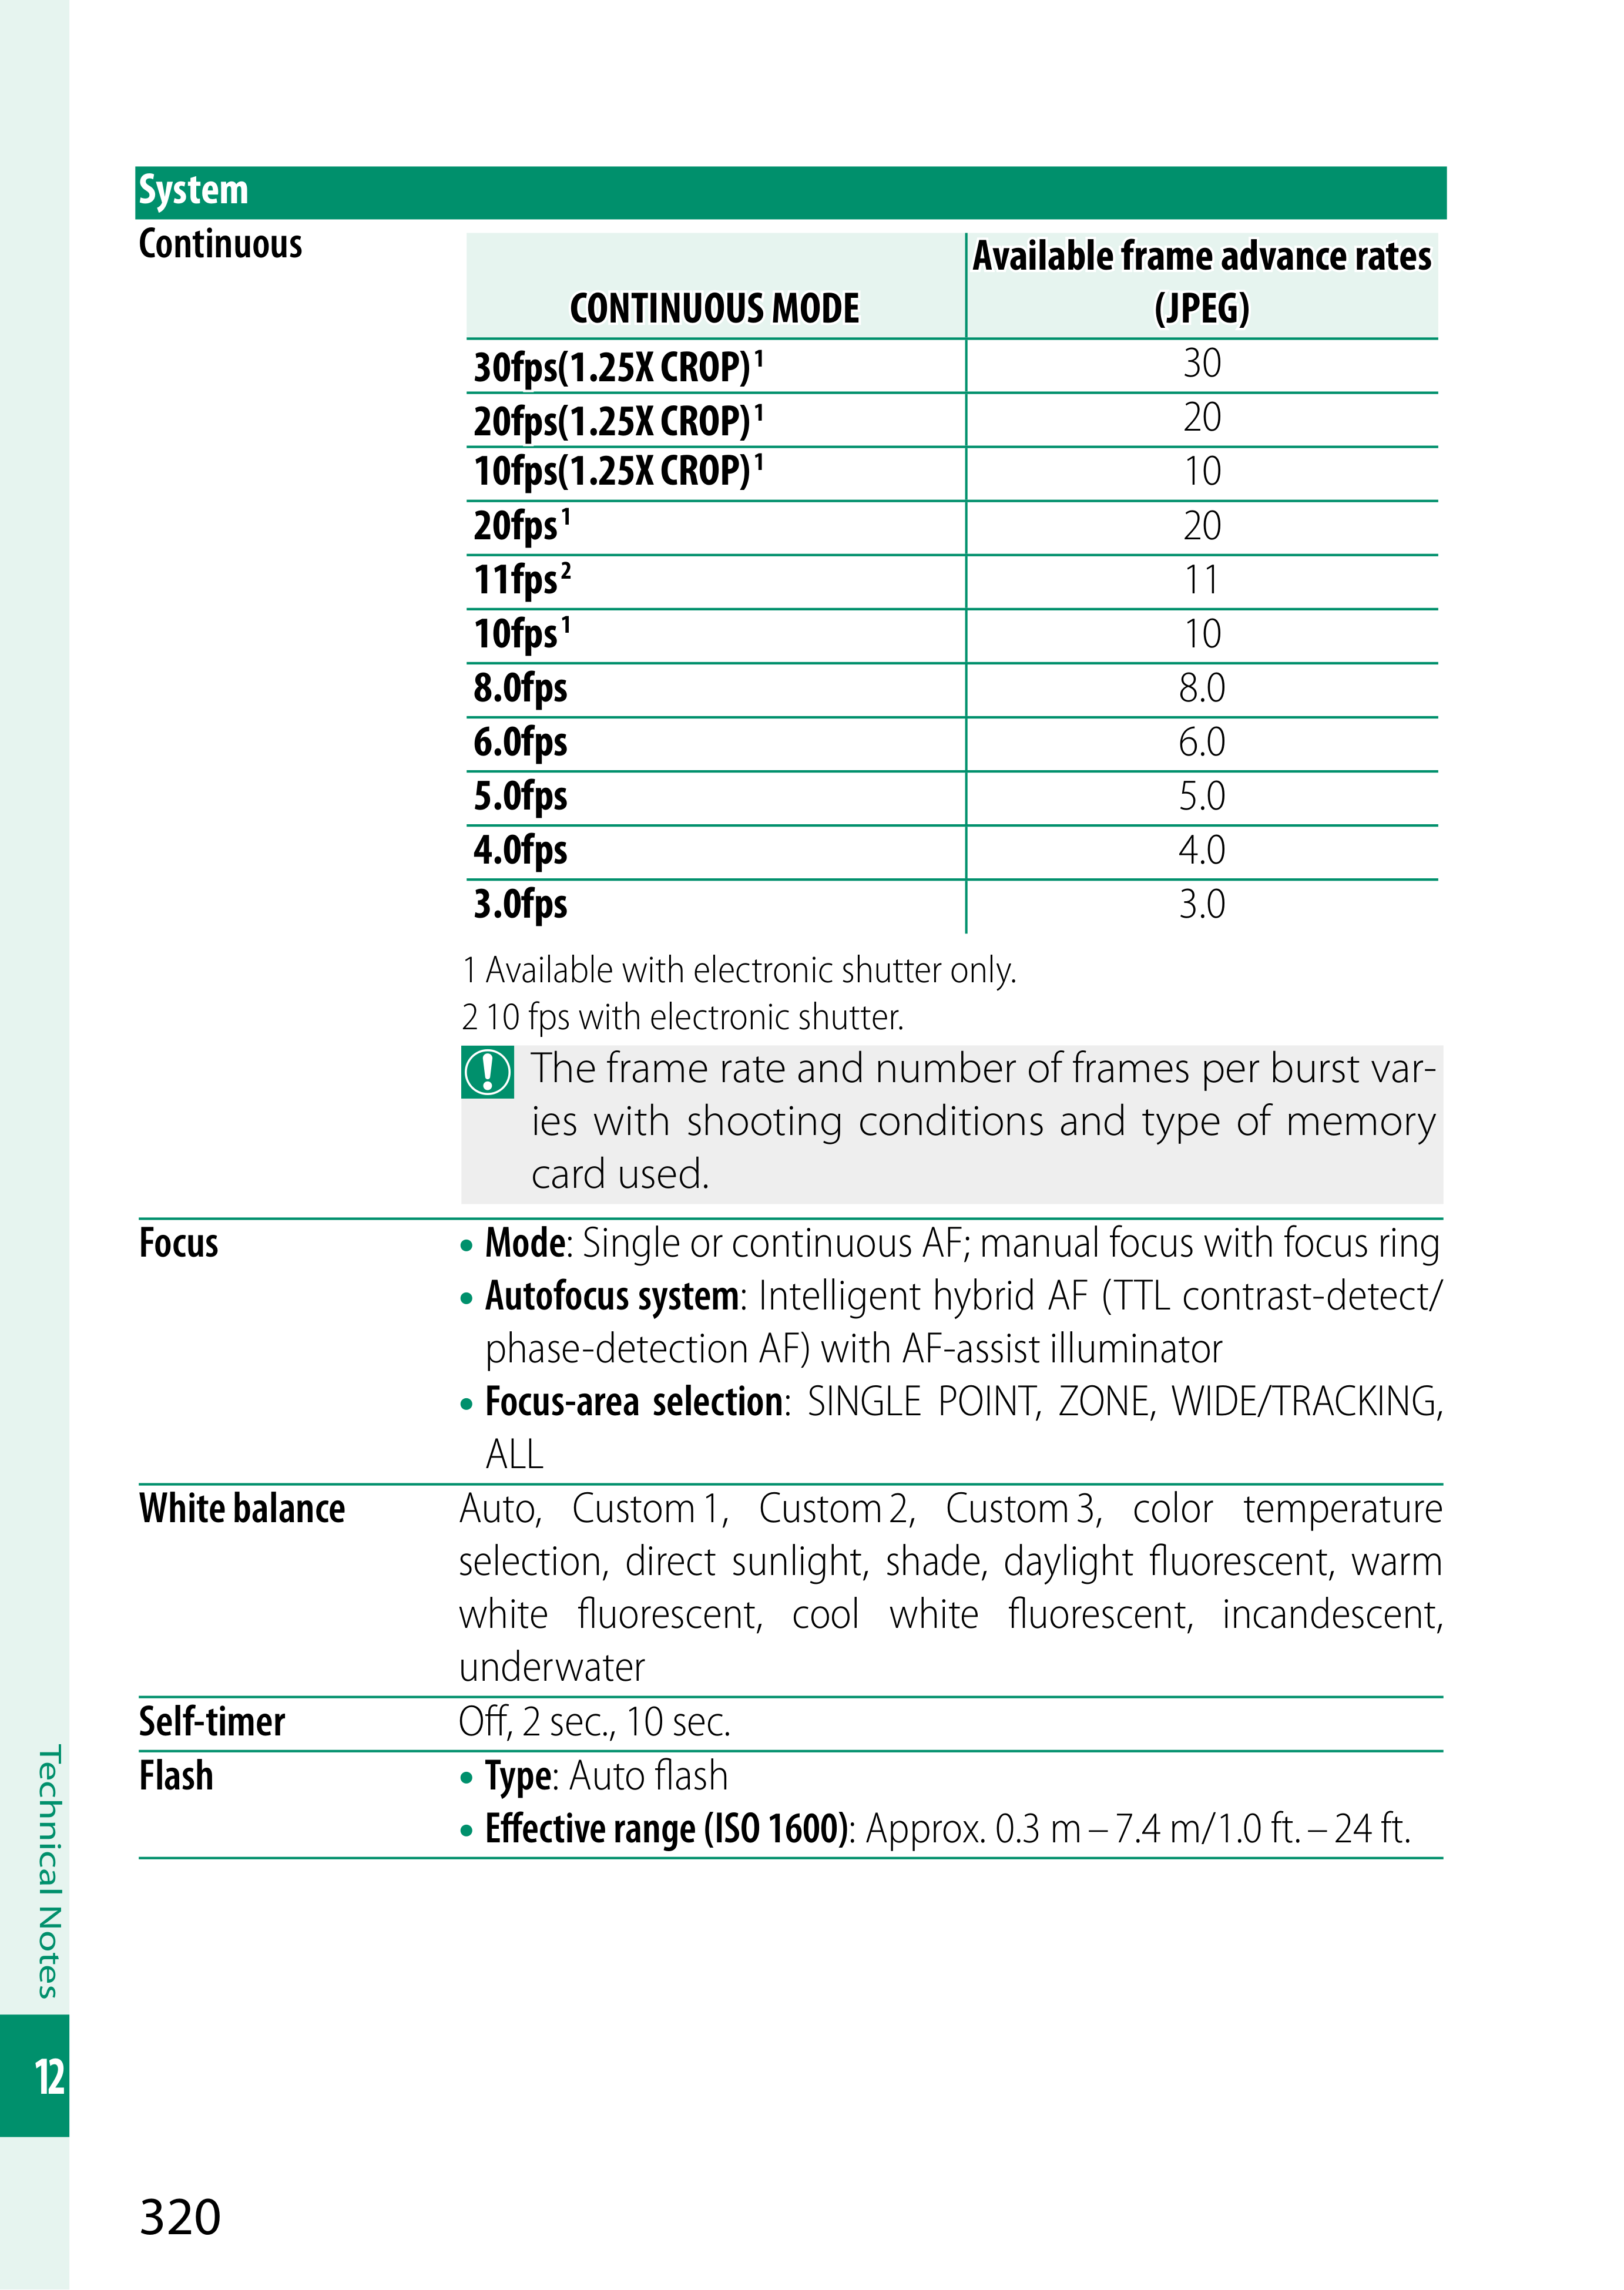 System
Continuous
CONTINUOUS MODE
Available frame advance rates
(JPEG)
30fps(1.25X CROP) 1 30
20fps(1.25X CROP) 1 20
10fps(1.25X CROP) 1 10
20fps 1 20
11fps 2 11
10fps 1 10
8.0fps 8.0
6.0fps 6.0
5.0fps 5.0
4.0fps 4.0
3.0fps 3.0
1 Available with electronic shutter only.
2 10 fps with electronic shutter.
The frame rate and number of frames per burst var-
ies with shooting conditions and type of memory
card used.
Focus
• Mode: Single or continuous AF; manual focus with focus ring
• Autofocus system: Intelligent hybrid AF (TTL contrast-detect/
phase-detection AF) with AF-assist illuminator
• Focus-area selection: SINGLE POINT, ZONE, WIDE/TRACKING,
ALL
White balance
Auto, Custom 1, Custom 2, Custom 3, color temperature
selection, direct sunlight, shade, daylight fluorescent, warm
white fluorescent, cool white fluorescent, incandescent,
underwater
Self-timer
Off, 2 sec., 10 sec.
Flash
• Type: Auto flash
• Effective range (ISO 1600): Approx. 0.3 m – 7.4 m/1.0 ft. – 24 ft.
Technical Notes
12
320